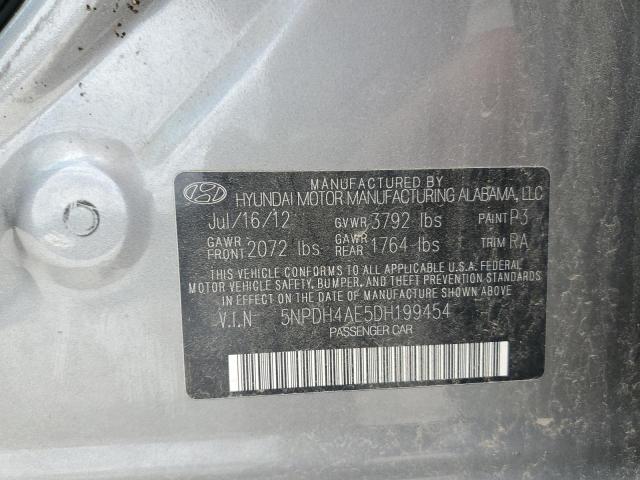 MANUFACTURED BY
HYUNDAI MOTOR MANUFACTURING ALABAMA, LLC
Jul/16/12 GVWR 3792 lbs PAINT P3
GAWR FRONT 2072 lbs GAWR REAR 1764 lbs TRIM RA
THIS VEHICLE CONFORMS TO ALL APPLICABLE U.S.A. FEDERAL
MOTOR VEHICLE SAFETY, BUMPER, AND THEFT PREVENTION STANDARDS
IN EFFECT ON THE DATE OF MANUFACTURE SHOWN ABOVE.
V.I.N 5NPDH4AE5DH199454
PASSENGER CAR